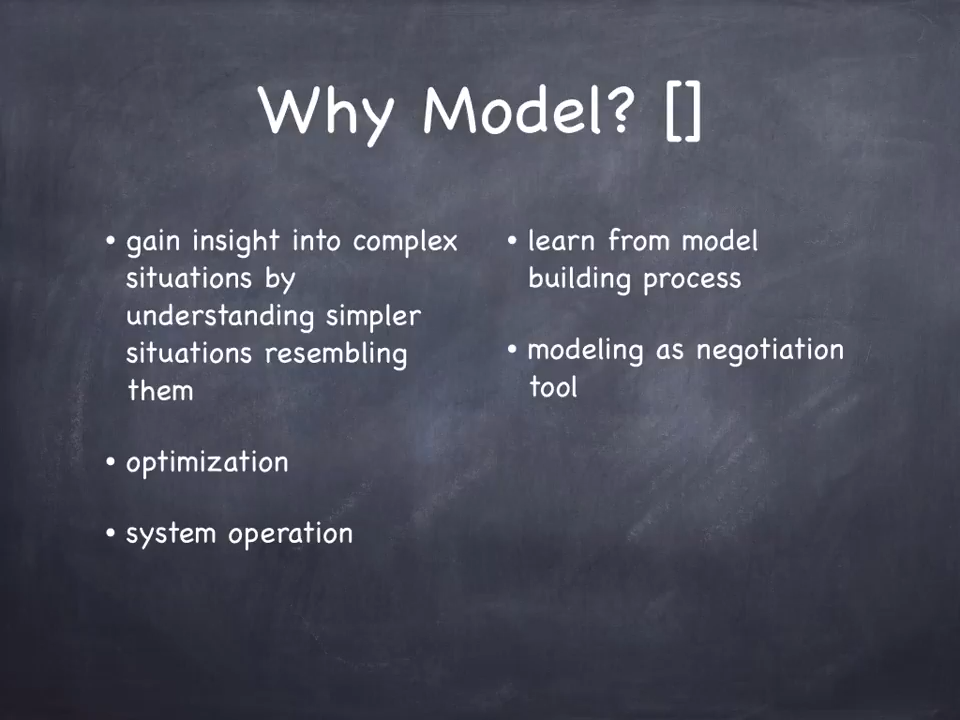 Why Model? []
• gain insight into complex
situations by
understanding simpler
situations resembling
them
• optimization
• system operation
• learn from model
building process
• modeling as negotiation
tool